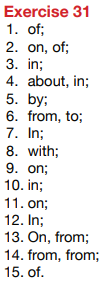 Exercise 31
1. of;
2. on, of;
3. in;
4. about, in;
5. by;
6. from, to;
7. In;
8. with;
9. on;
10. in;
11. on;
12. In;
13. On, from;
14. from, from;
15. of.